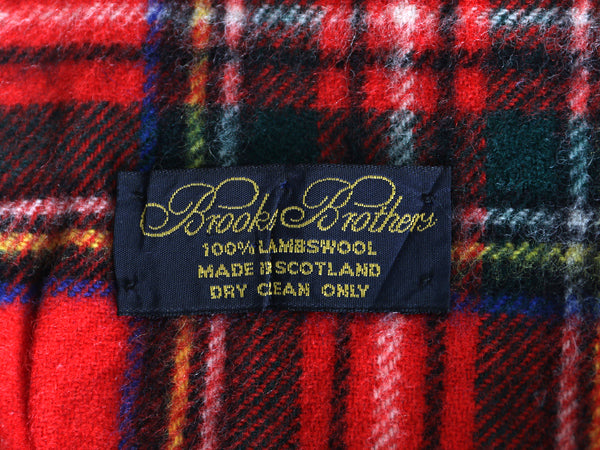 Brooks Brothers
100% LAMBSWOOL
MADE IN SCOTLAND
DRY CLEAN ONLY